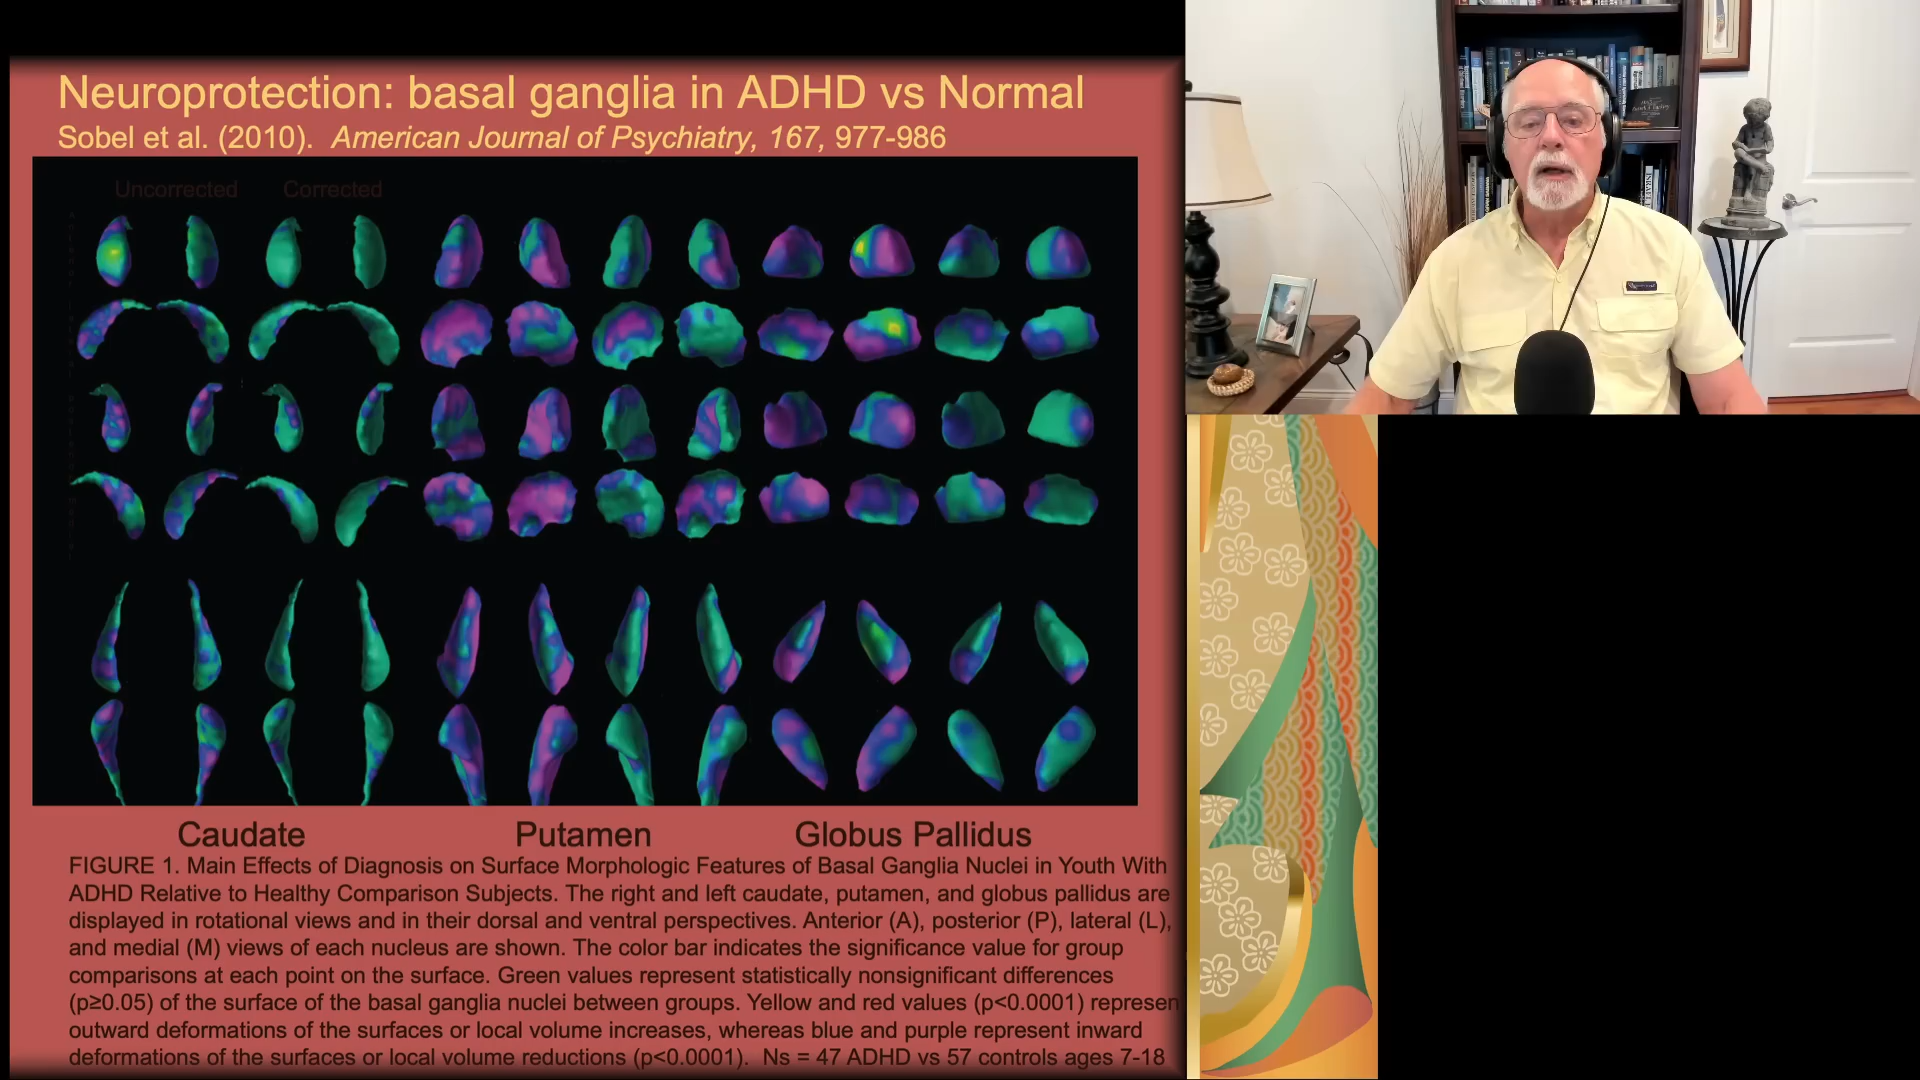 Neuroprotection: basal ganglia in ADHD vs Normal
Sobel et al. (2010).  American Journal of Psychiatry, 167, 977-986
Uncorrected Corrected
Caudate Putamen Globus Pallidus
FIGURE 1. Main Effects of Diagnosis on Surface Morphologic Features of Basal Ganglia Nuclei in Youth With
ADHD Relative to Healthy Comparison Subjects. The right and left caudate, putamen, and globus pallidus are
displayed in rotational views and in their dorsal and ventral perspectives. Anterior (A), posterior (P), lateral (L),
and medial (M) views of each nucleus are shown. The color bar indicates the significance value for group
comparisons at each point on the surface. Green values represent statistically nonsignificant differences
(p≥0.05) of the surface of the basal ganglia nuclei between groups. Yellow and red values (p<0.0001) represen
outward deformations of the surfaces or local volume increases, whereas blue and purple represent inward
deformations of the surfaces or local volume reductions (p<0.0001).  Ns = 47 ADHD vs 57 controls ages 7-18